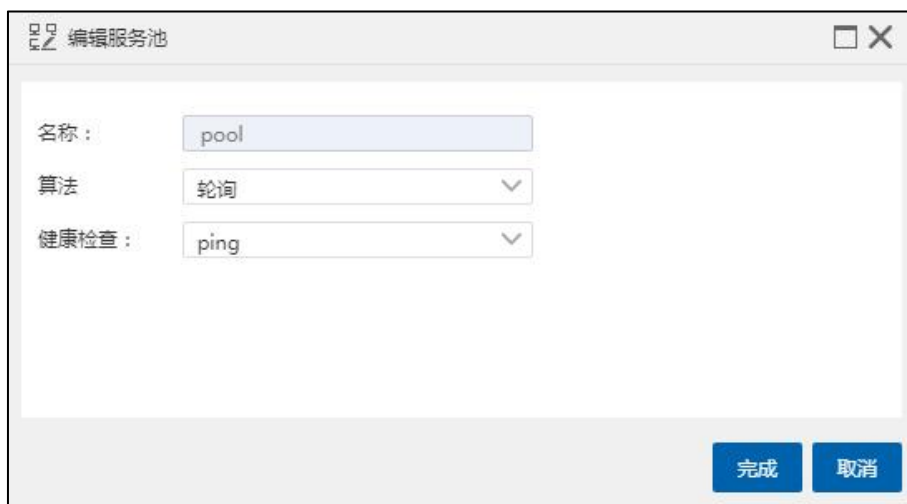 编辑服务池
名称： pool
算法 轮询
健康检查： ping
完成 取消